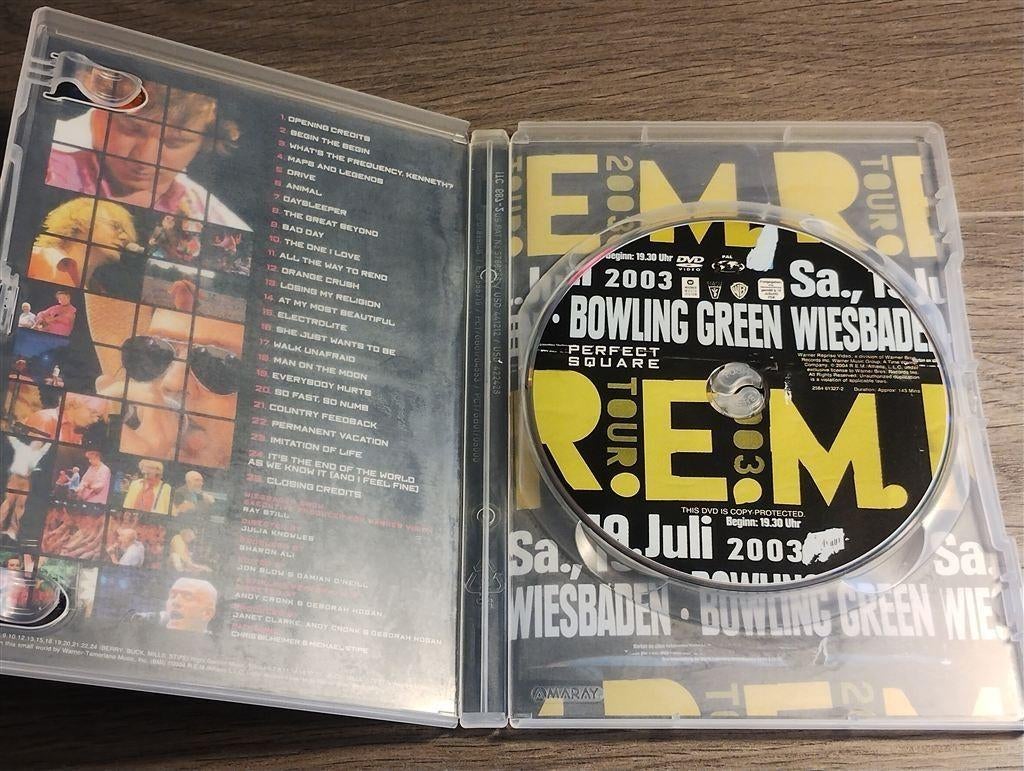 1. OPENING CREDITS
2. BEGIN THE BEGIN
3. WHAT'S THE FREQUENCY, KENNETH?
4. MAPS AND LEGENDS
5. DRIVE
6. ANIMAL
7. DAYSLEEPER
8. THE GREAT BEYOND
9. BAD DAY
10. THE ONE I LOVE
11. ALL THE WAY TO RENO
12. ORANGE CRUSH
13. LOSING MY RELIGION
14. AT MY MOST BEAUTIFUL
15. ELECTROLITE
16. SHE JUST WANTS TO BE
17. WALK UNAFRAID
18. MAN ON THE MOON
19. EVERYBODY HURTS
20. SO FAST, SO NUMB
21. COUNTRY FEEDBACK
22. PERMANENT VACATION
23. IMITATION OF LIFE
24. IT'S THE END OF THE WORLD
AS WE KNOW IT (AND I FEEL FINE)
25. CLOSING CREDITS
RAY STILL
JULIA KNOWLES
SHARON ALI
JON BLOW & DAMIAN O'NEILL
ANDY CRONK & DEBORAH HOGAN
JANET CLARKE, ANDY CRONK & DEBORAH HOGAN
CHRIS BILHEIMER & MICHAEL STIPE
AMARAY
2003 .E.M.R.E TOUR
Beginn: 19.30 Uhr DVD VIDEO PAL
2003 Sa., 19
· BOWLING GREEN WIESBADEN
PERFECT
SQUARE
Warner Reprise Video, a division of Warner Bros.
Records Inc. Warner Music Group, A Time Warner
Company. © 2004 R.E.M./Athens, L.L.C. under
exclusive license to Warner Bros. Records Inc.
All Rights Reserved. Unauthorized duplication
is a violation of applicable laws.
2564 61327-2 Duration: Approx: 143 Mins
TOUR 2003
R.E.M.
THIS DVD IS COPY-PROTECTED.
Beginn: 19.30 Uhr
Sa., 19. Juli 2003 Sa.
WIESBADEN · BOWLING GREEN WIES
R.E.M.